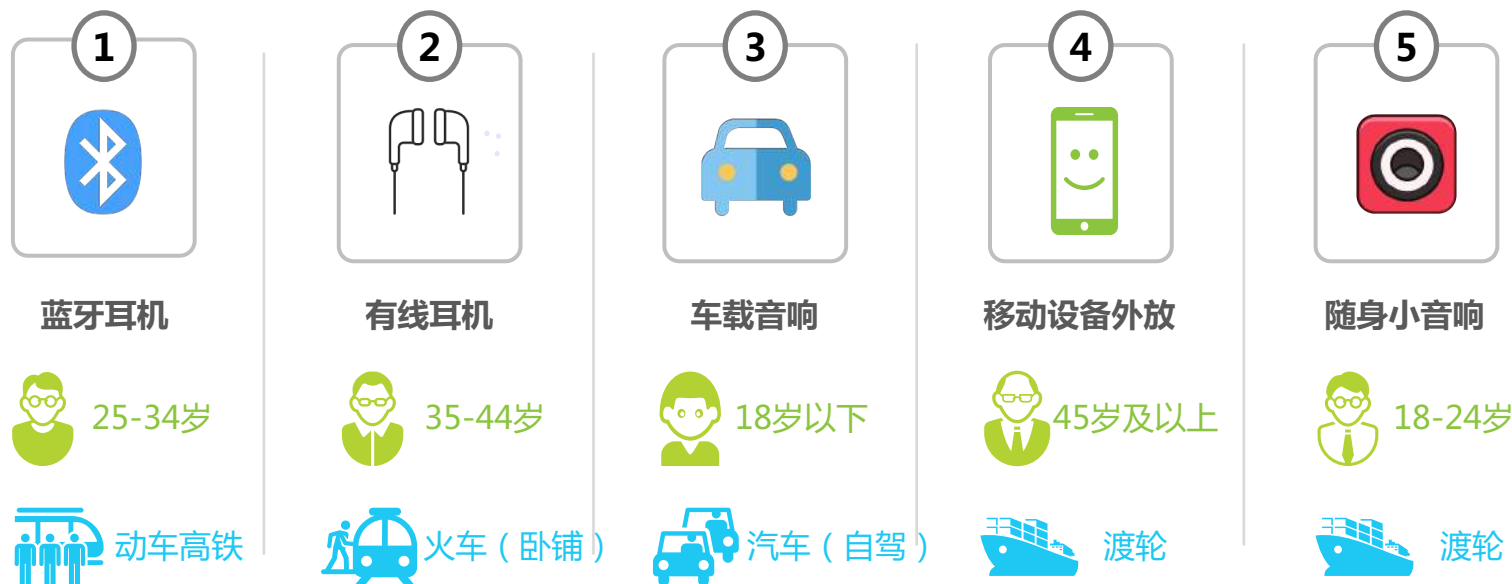 1 2 3 4 5
蓝牙耳机 有线耳机 车载音响 移动设备外放 随身小音响
25-34岁 35-44岁 18岁以下 45岁及以上 18-24岁
动车高铁 火车（卧铺） 汽车（自驾） 渡轮 渡轮